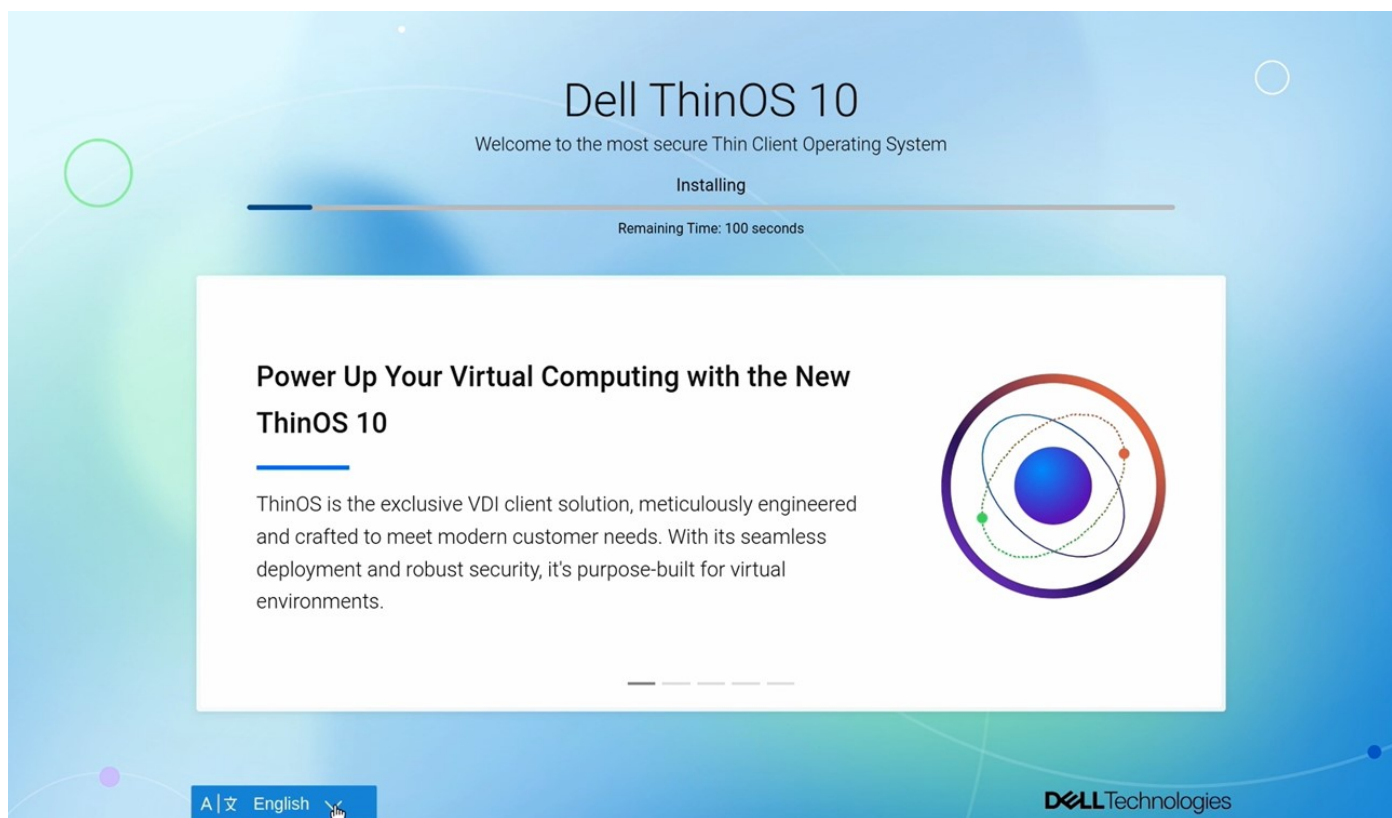 Dell ThinOS 10
Welcome to the most secure Thin Client Operating System
Installing
Remaining Time: 100 seconds
Power Up Your Virtual Computing with the New
ThinOS 10
ThinOS is the exclusive VDI client solution, meticulously engineered
and crafted to meet modern customer needs. With its seamless
deployment and robust security, it's purpose-built for virtual
environments.
A|文 English
DELLTechnologies